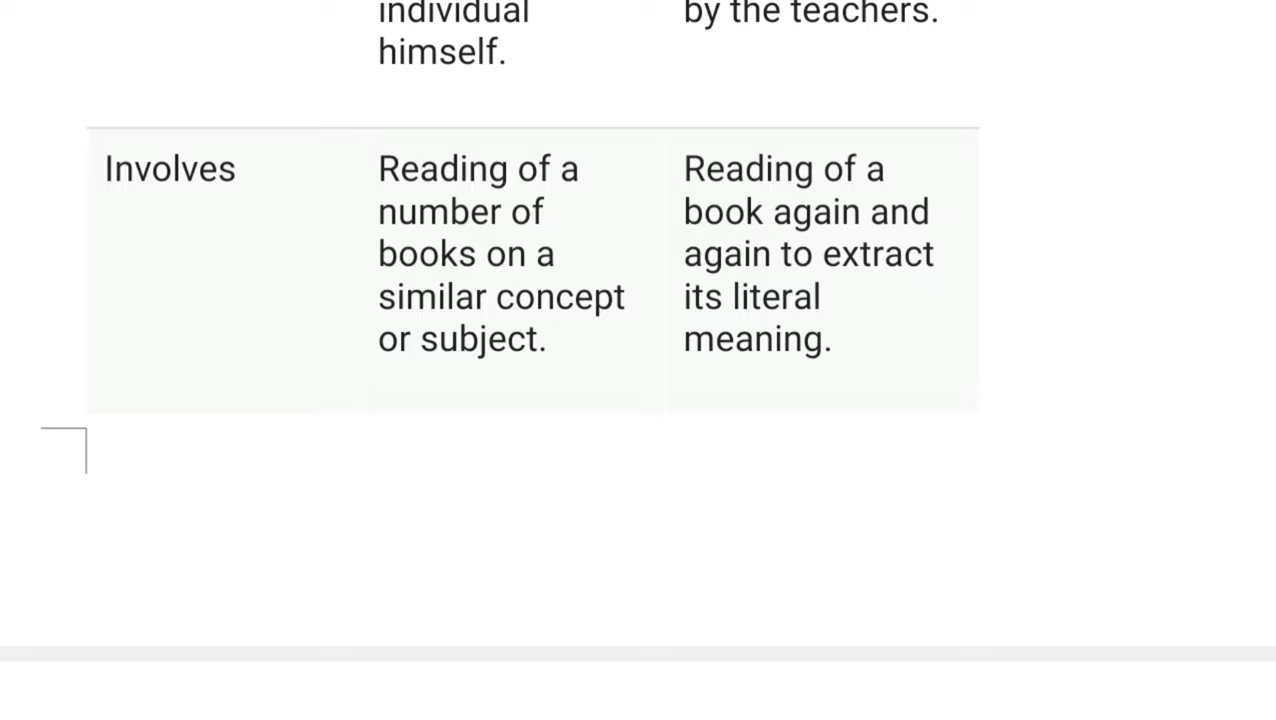 individual
himself.
by the teachers.
Involves
Reading of a
number of
books on a
similar concept
or subject.
Reading of a
book again and
again to extract
its literal
meaning.